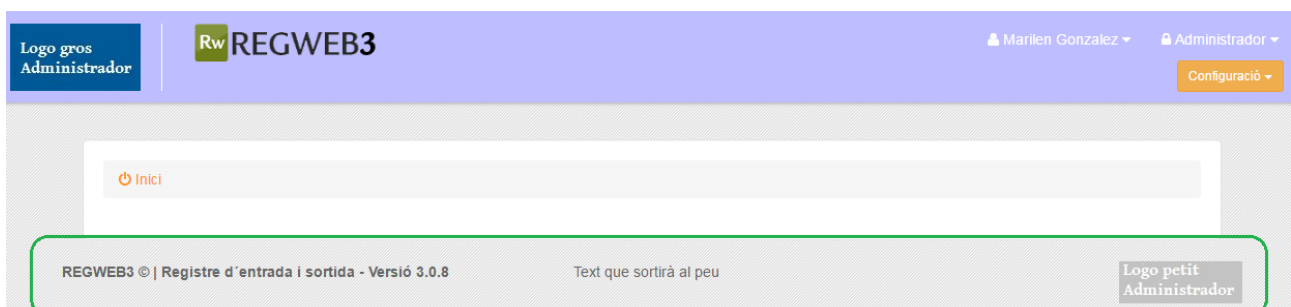 Logo gros
Administrador
Rw REGWEB3
Marilen Gonzalez
Administrador
Configuració
Inici
REGWEB3 © | Registre d´entrada i sortida - Versió 3.0.8
Text que sortirà al peu
Logo petit
Administrador